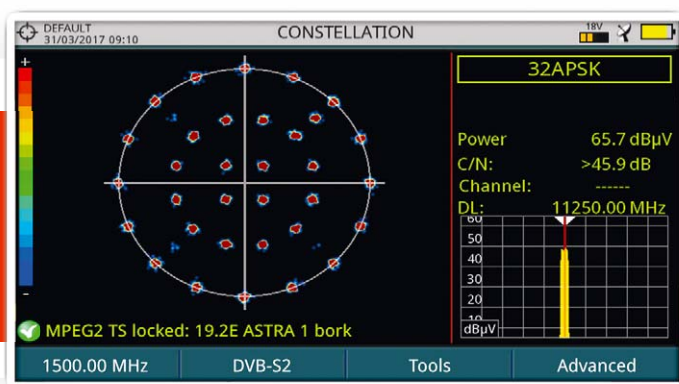 DEFAULT
31/03/2017 09:10
CONSTELLATION
18V
+
-
32APSK
Power 65.7 dBµV
C/N: >45.9 dB
Channel: ------
DL: 11250.00 MHz
60
50
40
30
20
10
dBµV
MPEG2 TS locked: 19.2E ASTRA 1 bork
1500.00 MHz DVB-S2 Tools Advanced